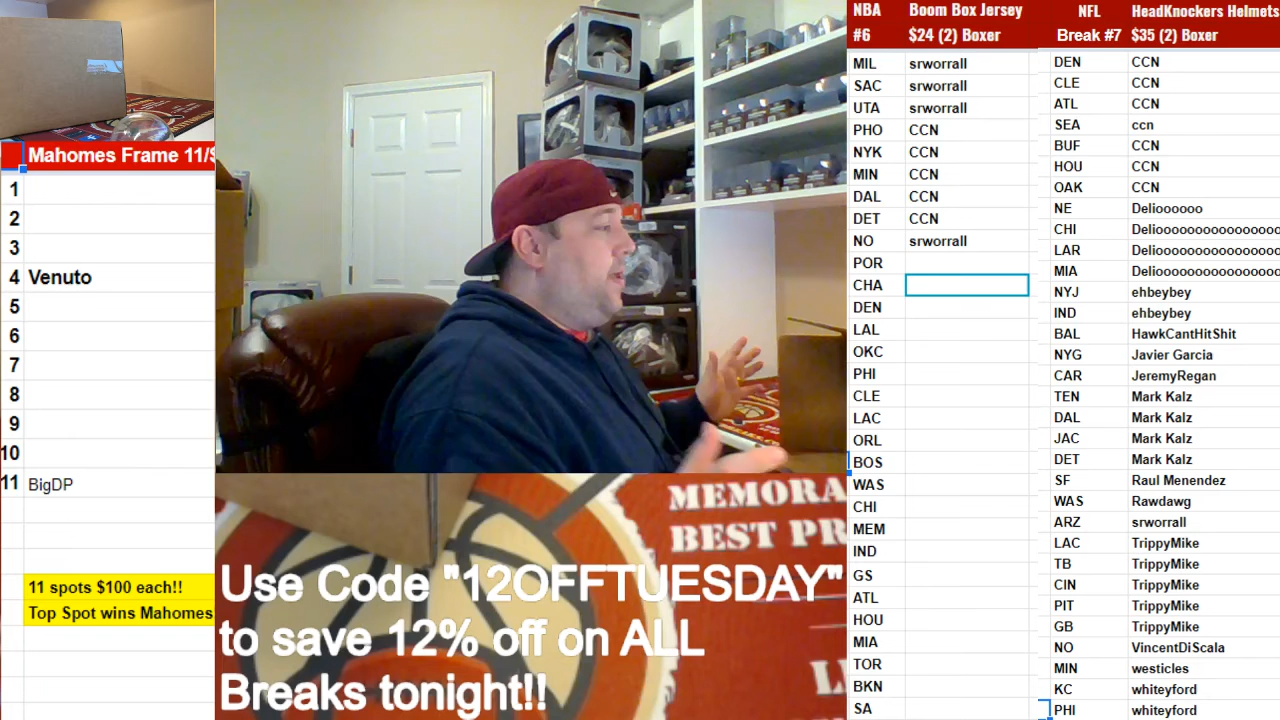 Mahomes Frame 11/
1
2
3
4 Venuto
5
6
7
8
9
10
11 BigDP
11 spots $100 each!!
Top Spot wins Mahomes
MEMORA
BEST PR
Use Code "12OFFTUESDAY"
to save 12% off on ALL
Breaks tonight!!
NBA Boom Box Jersey
#6 $24 (2) Boxer
MIL srworrall
SAC srworrall
UTA srworrall
PHO CCN
NYK CCN
MIN CCN
DAL CCN
DET CCN
NO srworrall
POR
CHA
DEN
LAL
OKC
PHI
CLE
LAC
ORL
BOS
WAS
CHI
MEM
IND
GS
ATL
HOU
MIA
TOR
BKN
SA
NFL HeadKnockers Helmets
Break #7 $35 (2) Boxer
DEN CCN
CLE CCN
ATL CCN
SEA ccn
BUF CCN
HOU CCN
OAK CCN
NE Delioooooo
CHI Deliooooooooooooooooo
LAR Deliooooooooooooooooo
MIA Deliooooooooooooooooo
NYJ ehbeybey
IND ehbeybey
BAL HawkCantHitShit
NYG Javier Garcia
CAR JeremyRegan
TEN Mark Kalz
DAL Mark Kalz
JAC Mark Kalz
DET Mark Kalz
SF Raul Menendez
WAS Rawdawg
ARZ srworrall
LAC TrippyMike
TB TrippyMike
CIN TrippyMike
PIT TrippyMike
GB TrippyMike
NO VincentDiScala
MIN westicles
KC whiteyford
PHI whiteyford